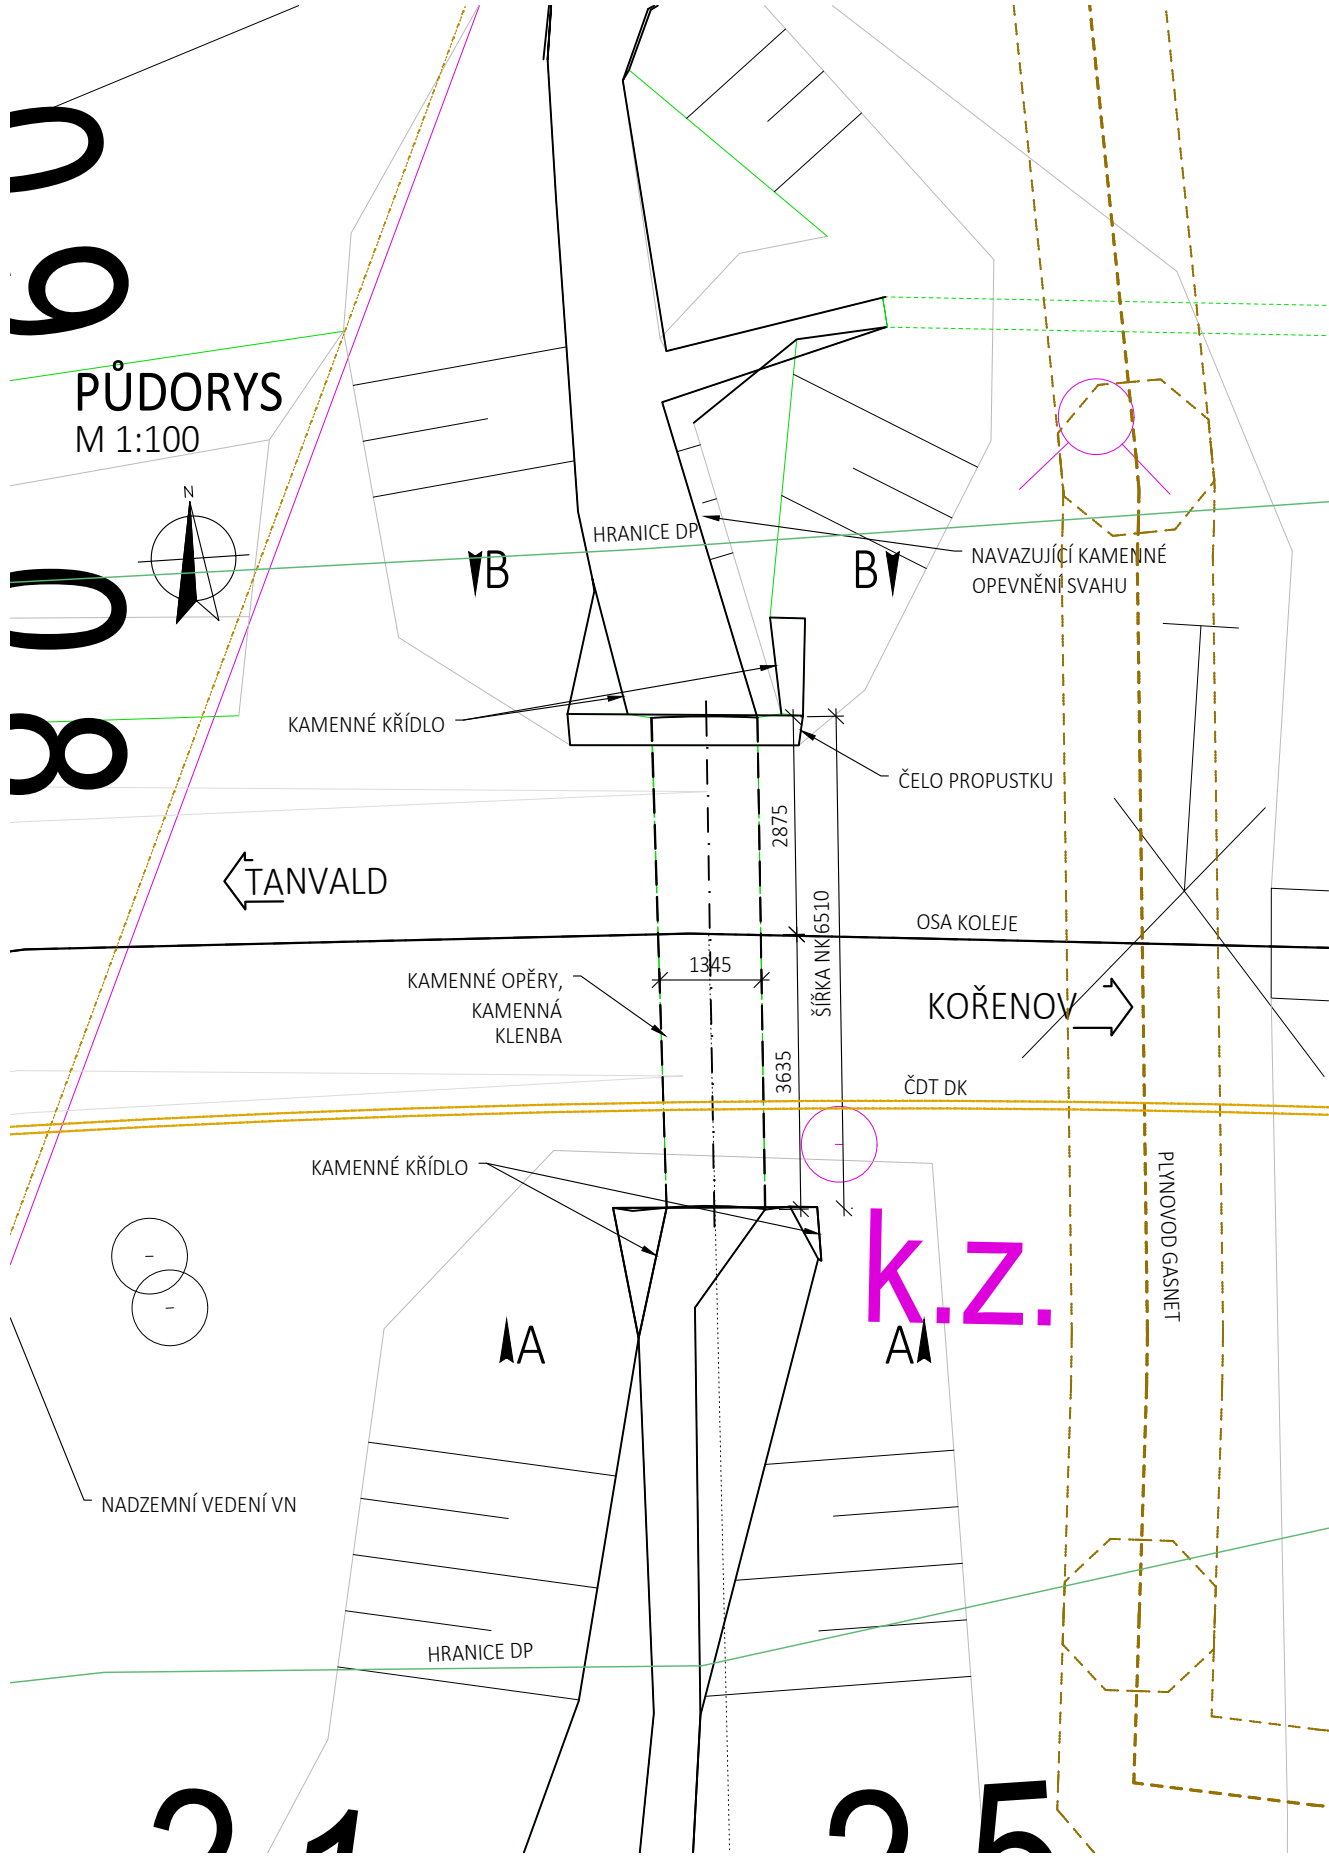 PŮDORYS
M 1:100
N
HRANICE DP
B
B
NAVAZUJÍCÍ KAMENNÉ
OPEVNĚNÍ SVAHU
KAMENNÉ KŘÍDLO
ČELO PROPUSTKU
2875
TANVALD
ŠÍŘKA NK 6510
OSA KOLEJE
1345
KAMENNÉ OPĚRY,
KAMENNÁ
KLENBA
KOŘENOV
3635
ČDT DK
KAMENNÉ KŘÍDLO
PLYNOVOD GASNET
k.z.
A
A
NADZEMNÍ VEDENÍ VN
HRANICE DP